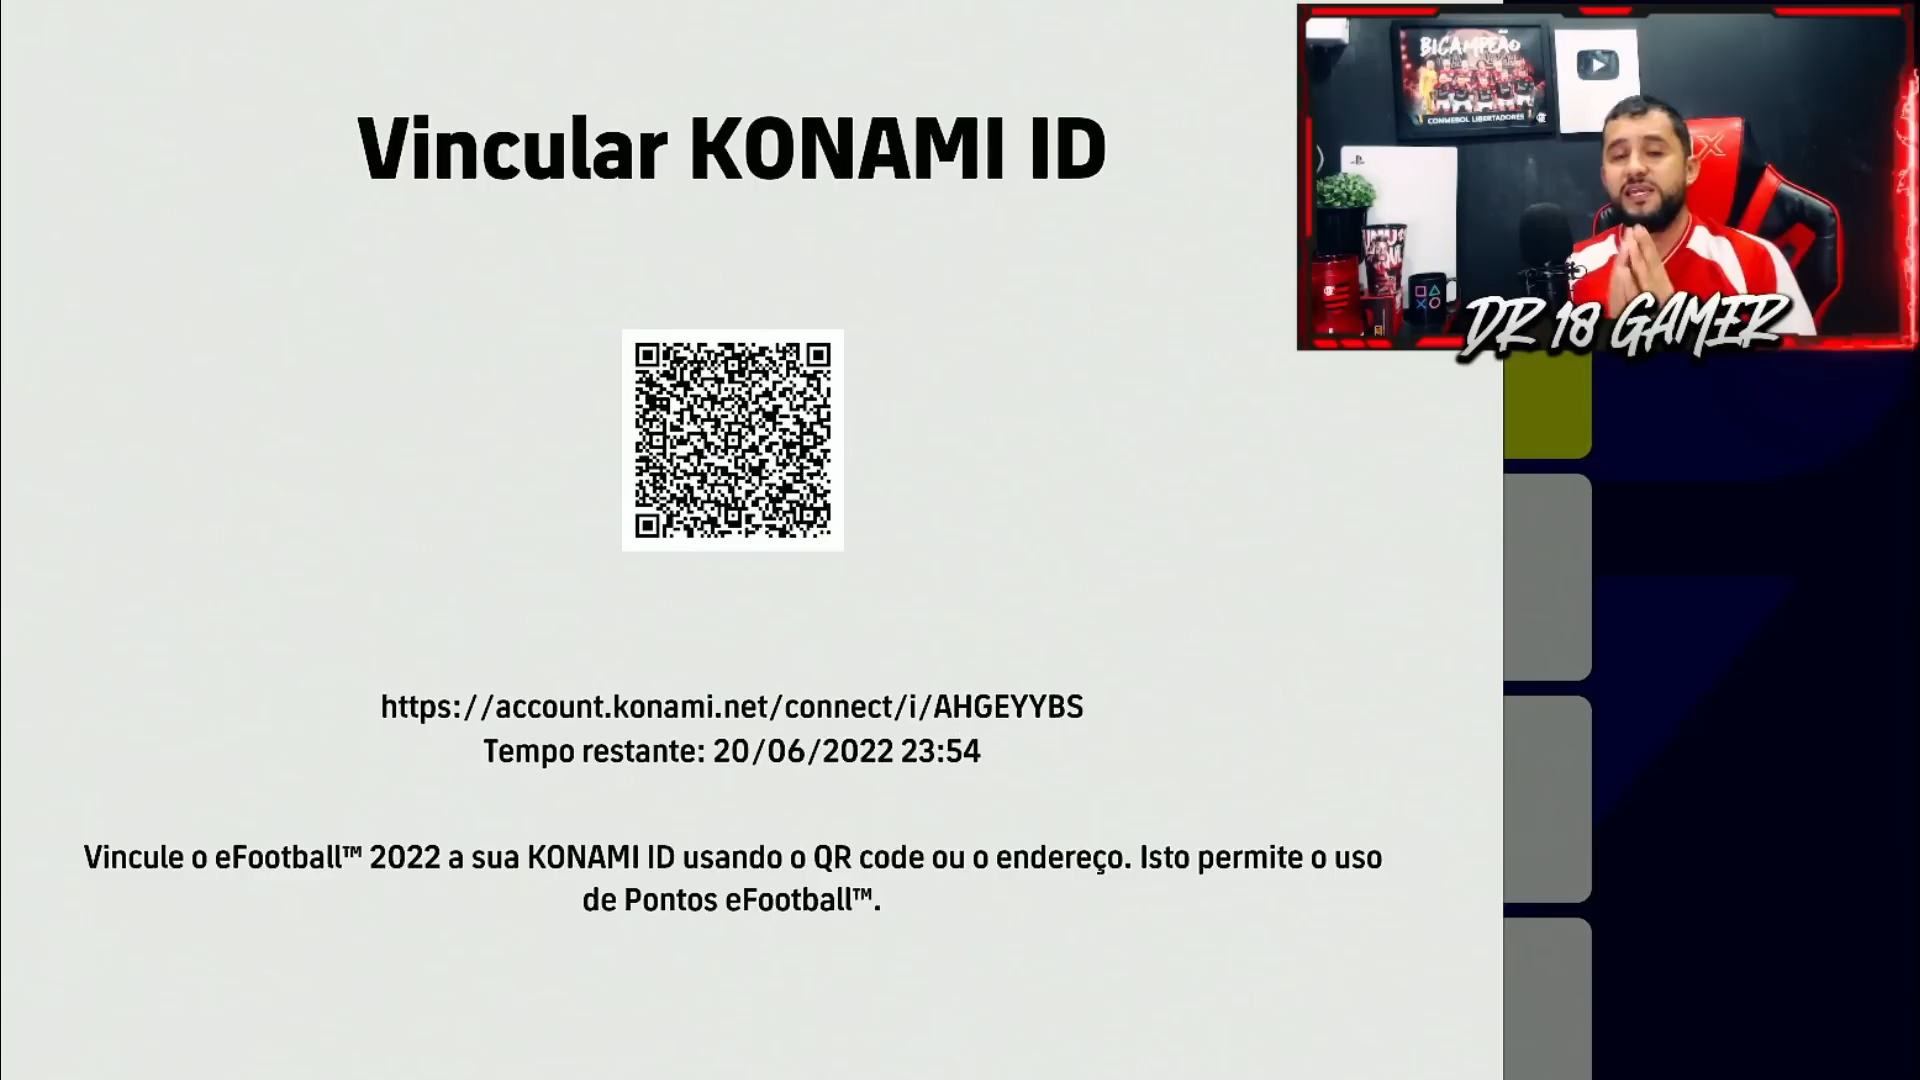 Vincular KONAMI ID
BICAMPEÃO
CONMEBOL LIBERTADORES
DR 18 GAMER
https://account.konami.net/connect/i/AHGEYYBS
Tempo restante: 20/06/2022 23:54
Vincule o eFootball™ 2022 a sua KONAMI ID usando o QR code ou o endereço. Isto permite o uso
de Pontos eFootball™.